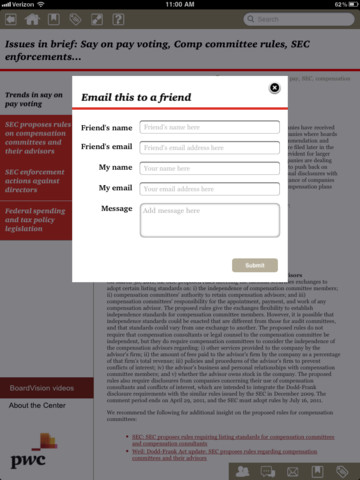 Verizon 11:00 AM 62%
Search
Issues in brief: Say on pay voting, Comp committee rules, SEC
enforcements...
Trends in say on
pay voting
SEC proposes rules
on compensation
committees and
their advisors
SEC enforcement
actions against
directors
Federal spending
and tax policy
legislation
BoardVision videos
About the Center
pwc
Email this to a friend
Friend's name Friend's name here
Friend's email Friend's email address here
My name Your name here
My email Your email address here
Message Add message here
Submit
pay, SEC, compensation
adopt certain listing standards on: i) the independence of compensation committee members;
ii) compensation committees' authority to retain compensation advisors; and iii)
compensation committees' responsibility for the appointment, payment, and work of any
compensation advisor. The proposed rules give the exchanges flexibility to establish
independence standards for compensation committee members. However, it is possible that
independence standards could be enacted that are different from those for audit committees,
and that standards could vary from one exchange to another. The proposed rules do not
require that compensation consultants or legal counsel to the compensation committee be
independent, but they do require compensation committees to consider the independence of
the compensation advisors regarding: i) other services provided to the company by the
advisor's firm; ii) the amount of fees paid to the advisor's firm by the company as a percentage
of that firm's total revenue; iii) policies and procedures of the advisor's firm to prevent
conflicts of interest; iv) the advisor's business and personal relationships with compensation
committee members; and v) whether the advisor owns stock in the company. The proposed
rules also require disclosures from companies concerning their use of compensation
consultants and conflicts of interest, which are intended to integrate the Dodd-Frank
disclosure requirements with the similar rules issued by the SEC in December 2009. The
comment period ends on April 29, 2011, and the SEC must adopt rules by July 16, 2011.
We recommend the following for additional insight on the proposed rules for compensation
committees:
SEC: SEC proposes rules requiring listing standards for compensation committees
and compensation consultants
Weil: Dodd-Frank Act update: SEC proposes rules regarding compensation
committees and their advisors